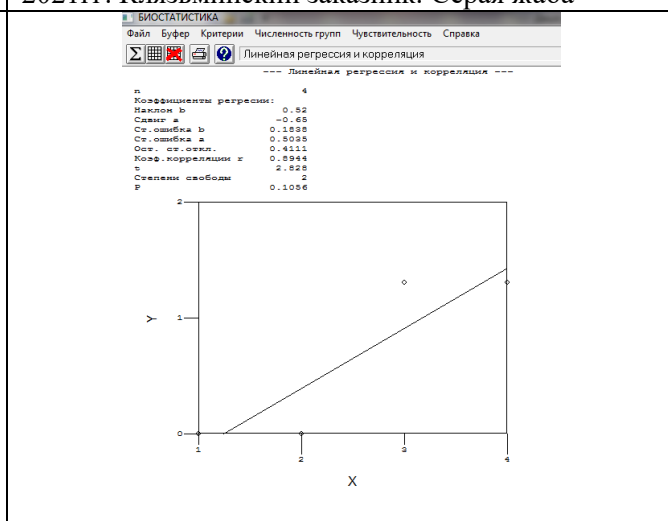 2021гг. Клязьминский заказник. Серая жаба
БИОСТАТИСТИКА
Файл Буфер Критерии Численность групп Чувствительность Справка
Линейная регрессия и корреляция
--- Линейная регрессия и корреляция ---
n 4
Коэффициенты регресии:
Наклон b 0.52
Сдвиг a -0.65
Ст.ошибка b 0.1838
Ст.ошибка a 0.5035
Ост. ст.откл. 0.4111
Коэф.корреляции r 0.8944
t 2.828
Степени свободы 2
P 0.1056
2
Y 1
0
1 2 3 4
X